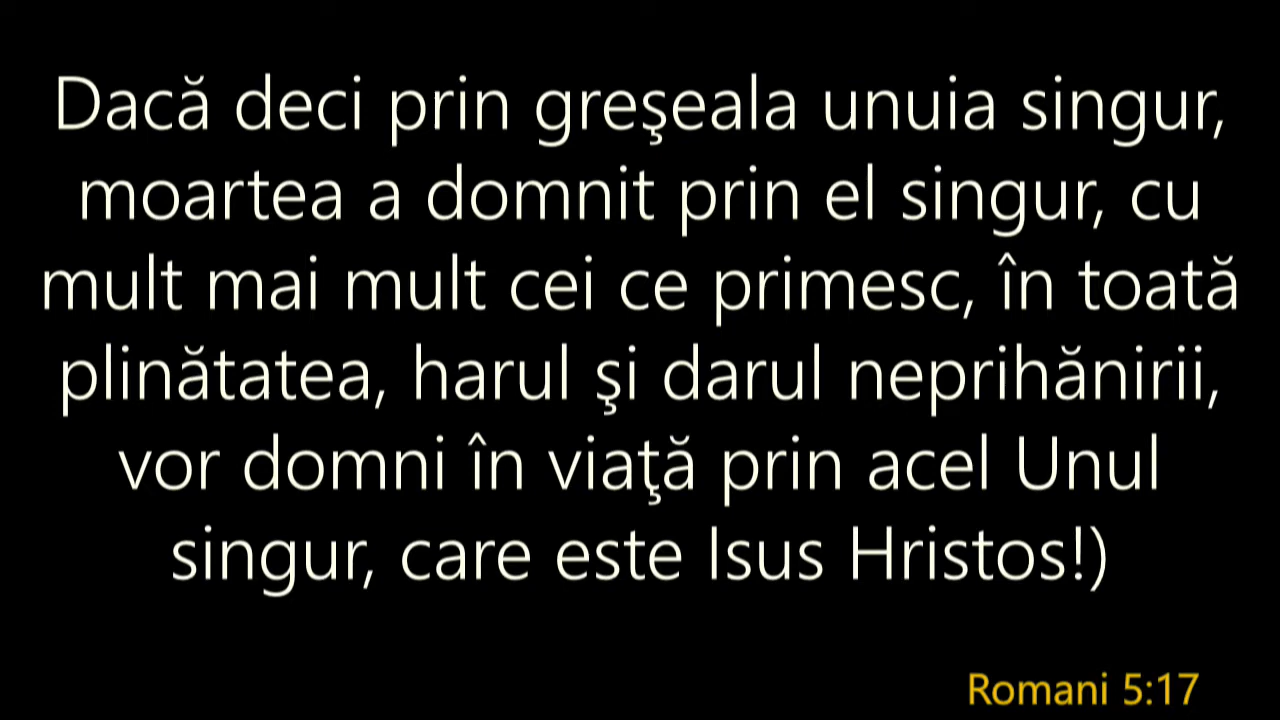 Dacă deci prin greşeala unuia singur,
moartea a domnit prin el singur, cu
mult mai mult cei ce primesc, în toată
plinătatea, harul şi darul neprihănirii,
vor domni în viaţă prin acel Unul
singur, care este Isus Hristos!)
Romani 5:17